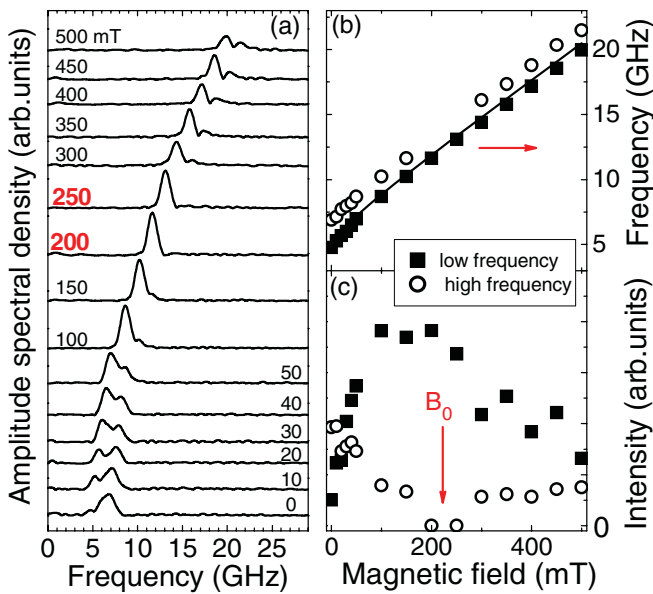 (a)
500 mT
450
400
350
300
250
200
150
100
50
40
30
20
10
0
Amplitude spectral density (arb.units)
0 5 10 15 20 25
Frequency (GHz)
(b)
20
15
10
5
Frequency (GHz)
low frequency
high frequency
(c)
B0
0
Intensity (arb.units)
0 200 400
Magnetic field (mT)